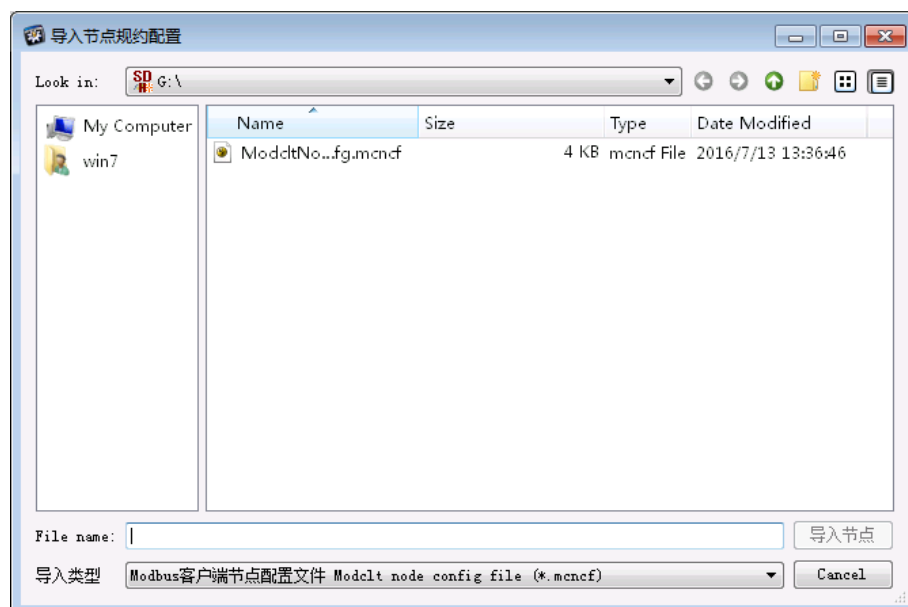 导入节点规约配置
Look in: G:\
My Computer
win7
Name Size Type Date Modified
ModcltNo...fg.mcncf 4 KB mcncf File 2016/7/13 13:36:46
File name: 导入节点
导入类型 Modbus客户端节点配置文件 Modclt node config file (*.mcncf) Cancel